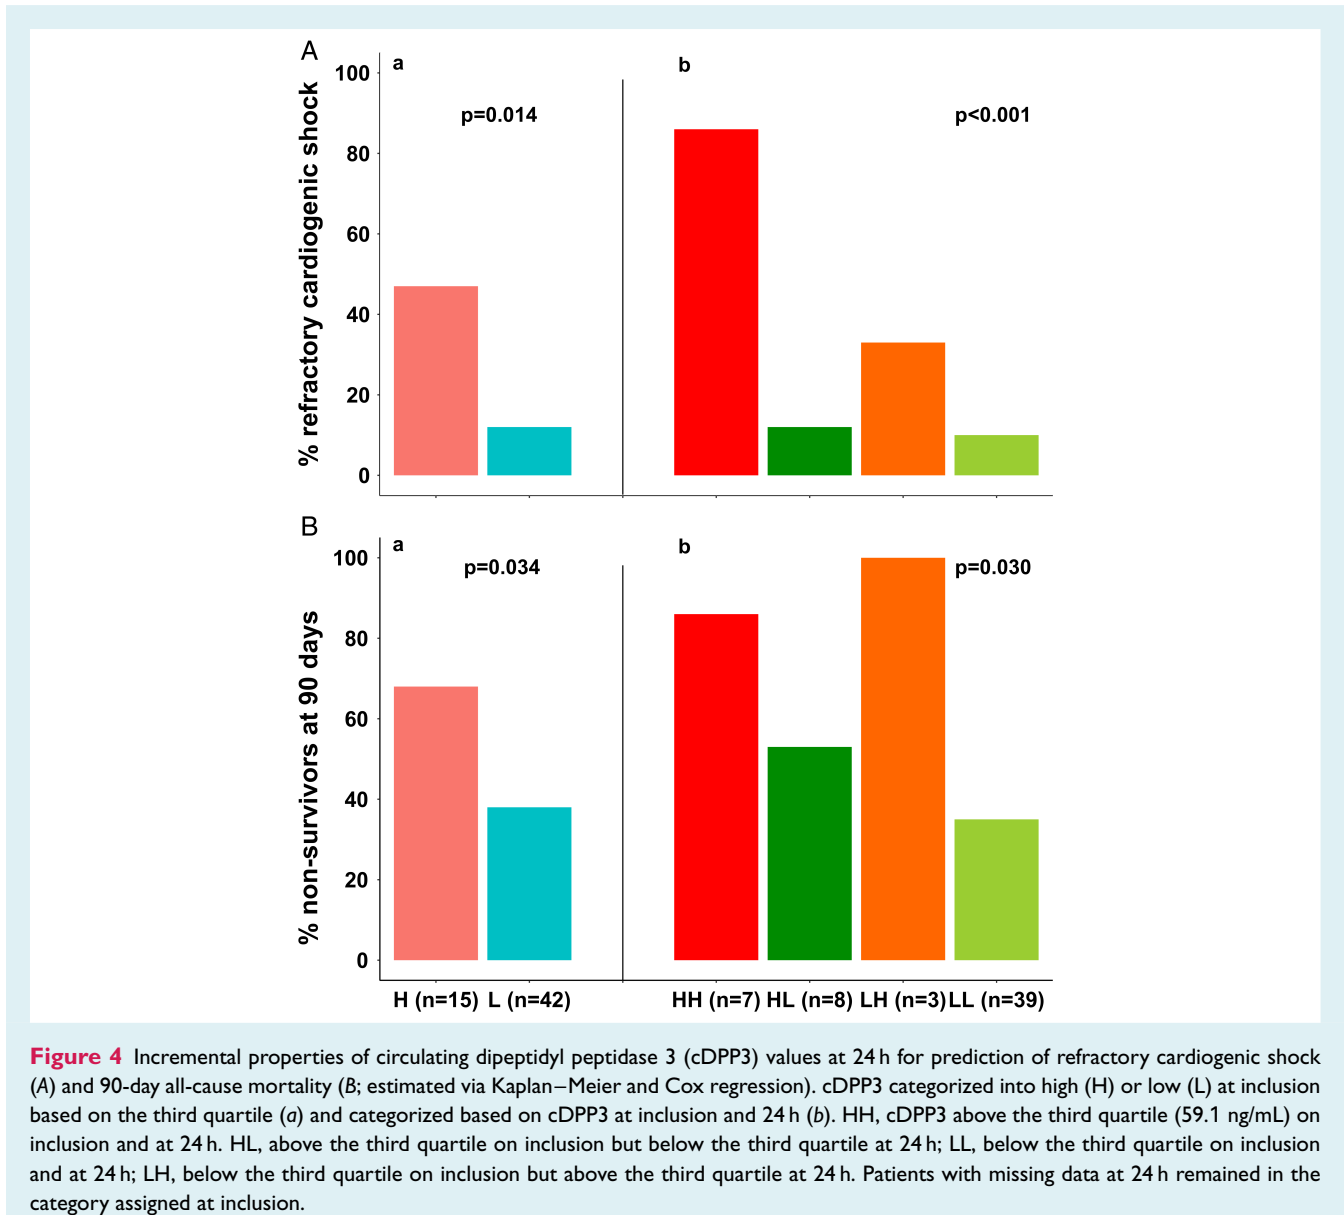 A
a
b
100
p=0.014
p<0.001
80
60
40
20
0
% refractory cardiogenic shock
B
a
b
100
p=0.034
p=0.030
80
60
40
20
0
% non-survivors at 90 days
H (n=15) L (n=42) HH (n=7) HL (n=8) LH (n=3) LL (n=39)
Figure 4 Incremental properties of circulating dipeptidyl peptidase 3 (cDPP3) values at 24 h for prediction of refractory cardiogenic shock
(A) and 90-day all-cause mortality (B; estimated via Kaplan–Meier and Cox regression). cDPP3 categorized into high (H) or low (L) at inclusion
based on the third quartile (a) and categorized based on cDPP3 at inclusion and 24 h (b). HH, cDPP3 above the third quartile (59.1 ng/mL) on
inclusion and at 24 h. HL, above the third quartile on inclusion but below the third quartile at 24 h; LL, below the third quartile on inclusion
and at 24 h; LH, below the third quartile on inclusion but above the third quartile at 24 h. Patients with missing data at 24 h remained in the
category assigned at inclusion.